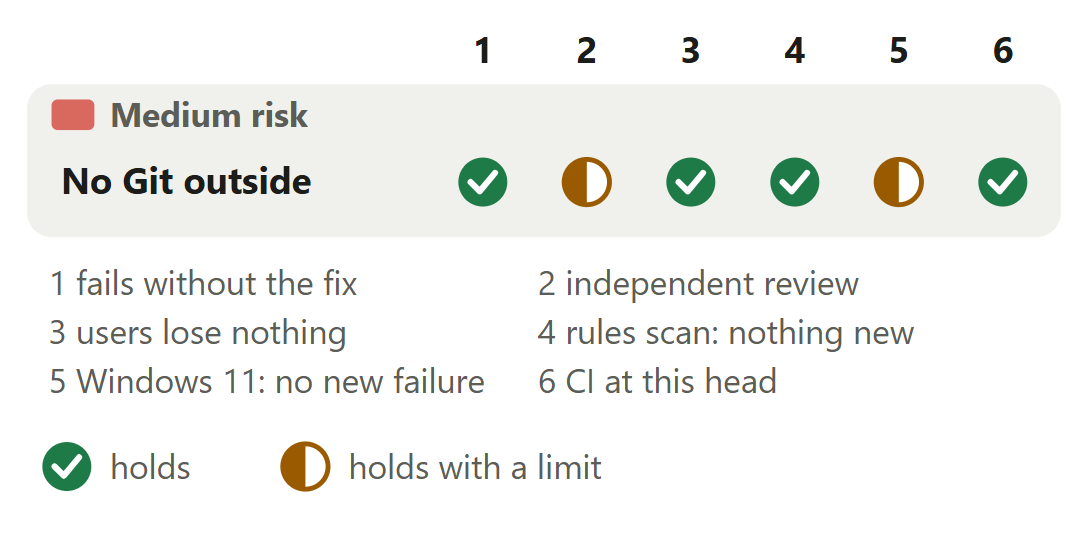 1 2 3 4 5 6
Medium risk
No Git outside
1 fails without the fix
2 independent review
3 users lose nothing
4 rules scan: nothing new
5 Windows 11: no new failure
6 CI at this head
holds
holds with a limit